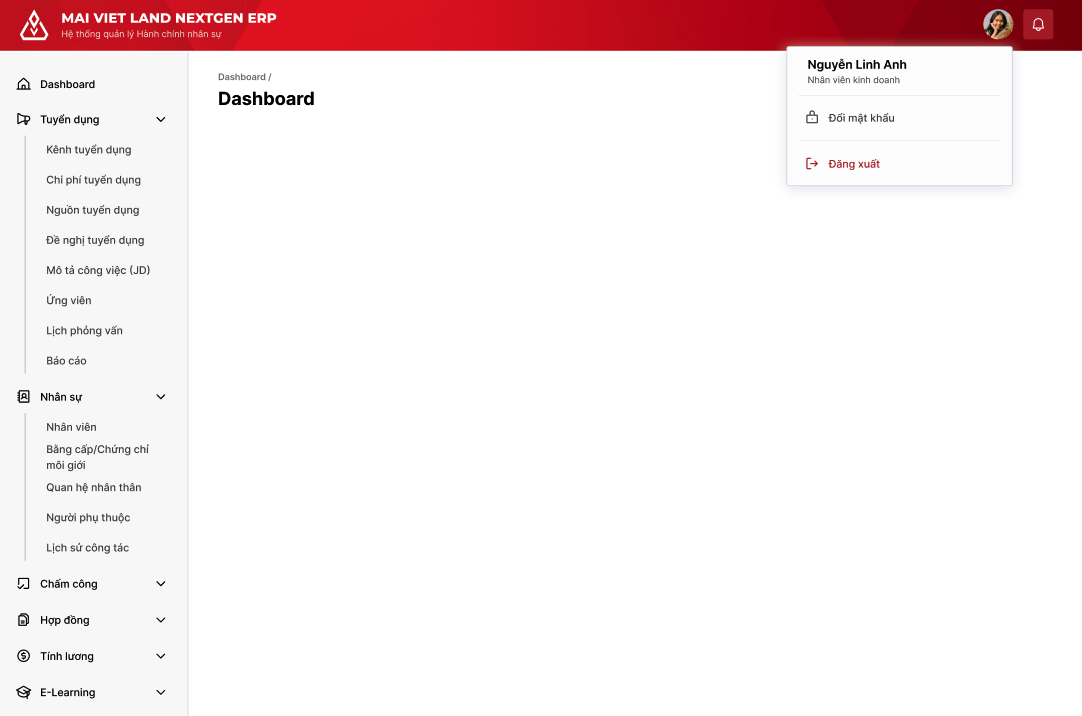 MAI VIET LAND NEXTGEN ERP
Hệ thống quản lý Hành chính nhân sự
Nguyễn Linh Anh
Nhân viên kinh doanh
Đổi mật khẩu
Đăng xuất
Dashboard
Tuyển dụng
Kênh tuyển dụng
Chi phí tuyển dụng
Nguồn tuyển dụng
Đề nghị tuyển dụng
Mô tả công việc (JD)
Ứng viên
Lịch phỏng vấn
Báo cáo
Nhân sự
Nhân viên
Bằng cấp/Chứng chỉ
môi giới
Quan hệ nhân thân
Người phụ thuộc
Lịch sử công tác
Chấm công
Hợp đồng
Tính lương
E-Learning
Dashboard /
Dashboard